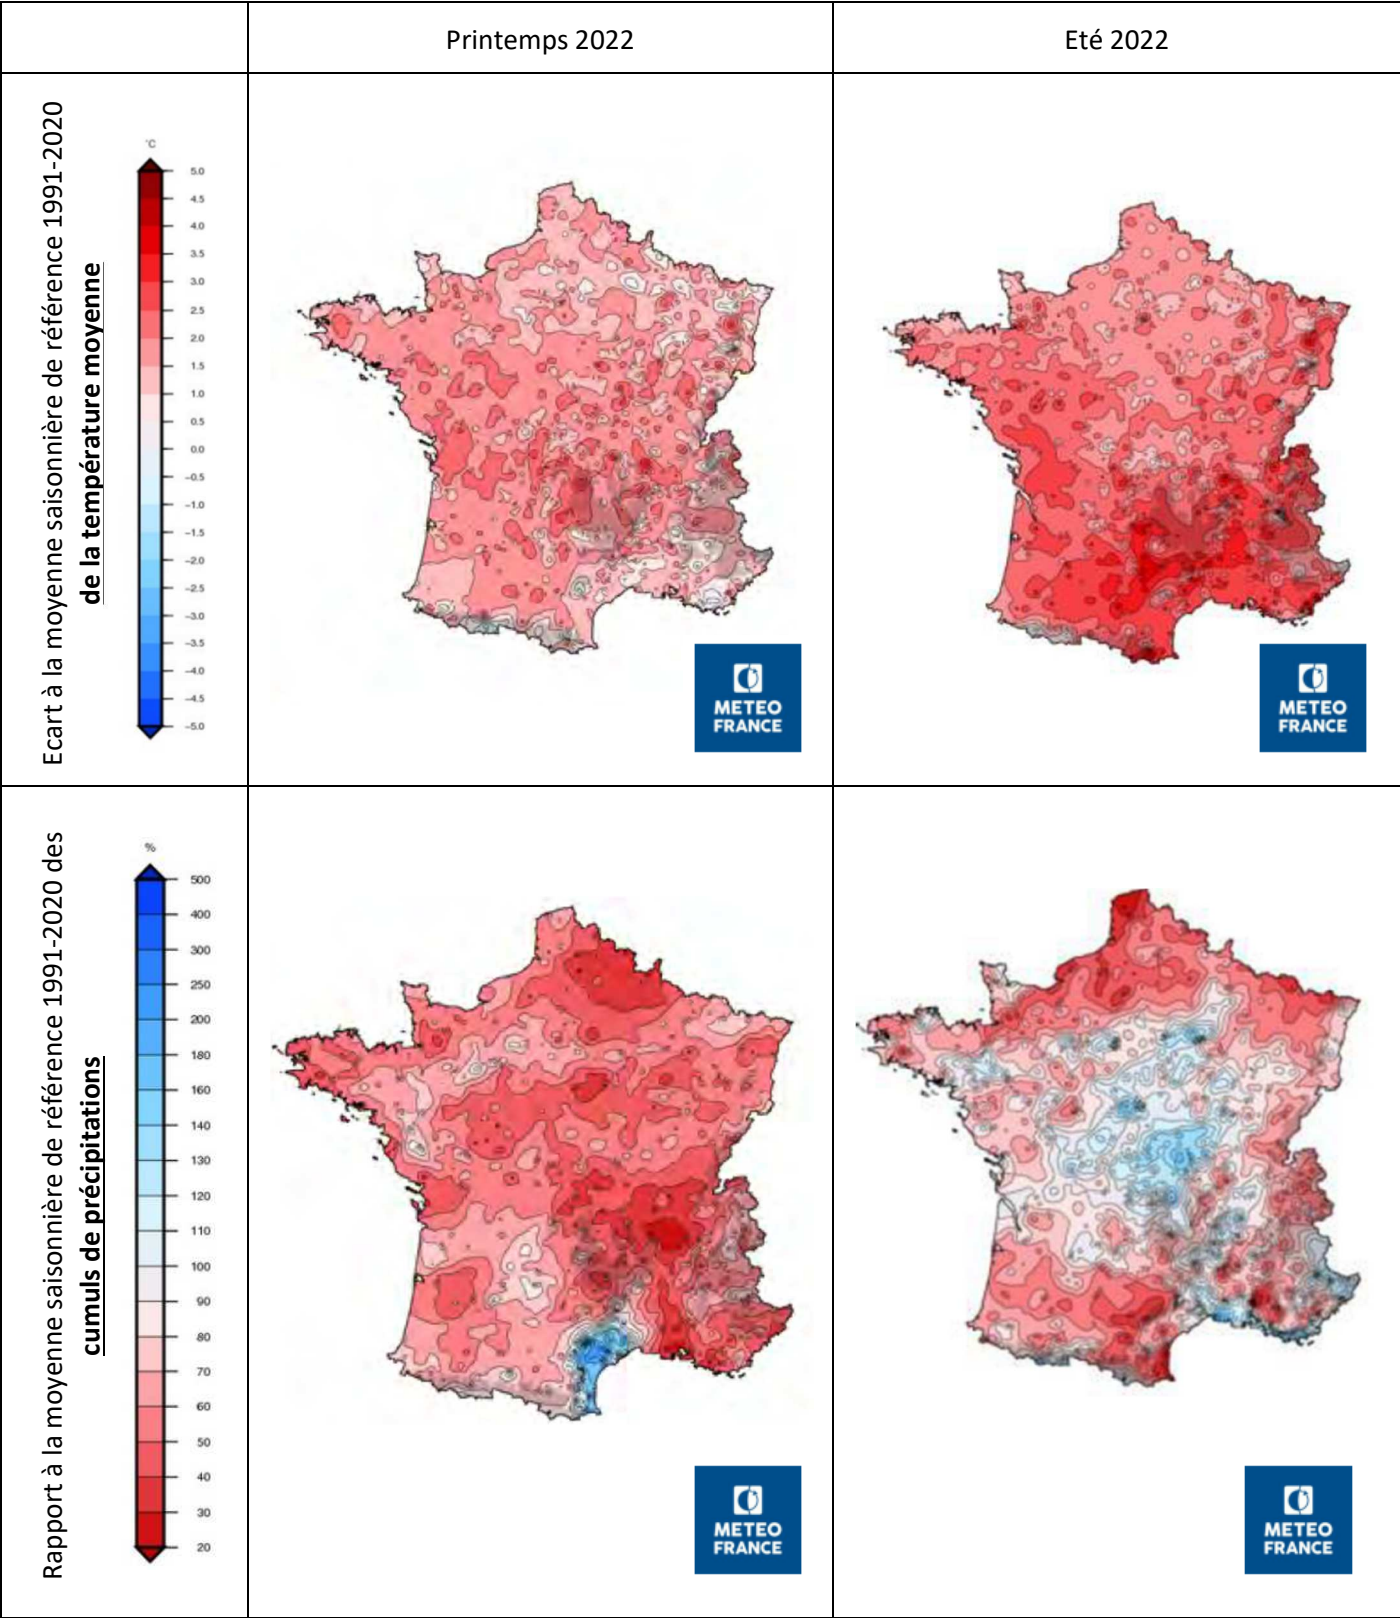 Printemps 2022
Eté 2022
Ecart à la moyenne saisonnière de référence 1991-2020
de la température moyenne
°C
5.0
4.5
4.0
3.5
3.0
2.5
2.0
1.5
1.0
0.5
0.0
−0.5
−1.0
−1.5
−2.0
−2.5
−3.0
−3.5
−4.0
−4.5
−5.0
METEO
FRANCE
METEO
FRANCE
Rapport à la moyenne saisonnière de référence 1991-2020 des
cumuls de précipitations
%
500
400
300
250
200
180
160
140
130
120
110
100
90
80
70
60
50
40
30
20
METEO
FRANCE
METEO
FRANCE